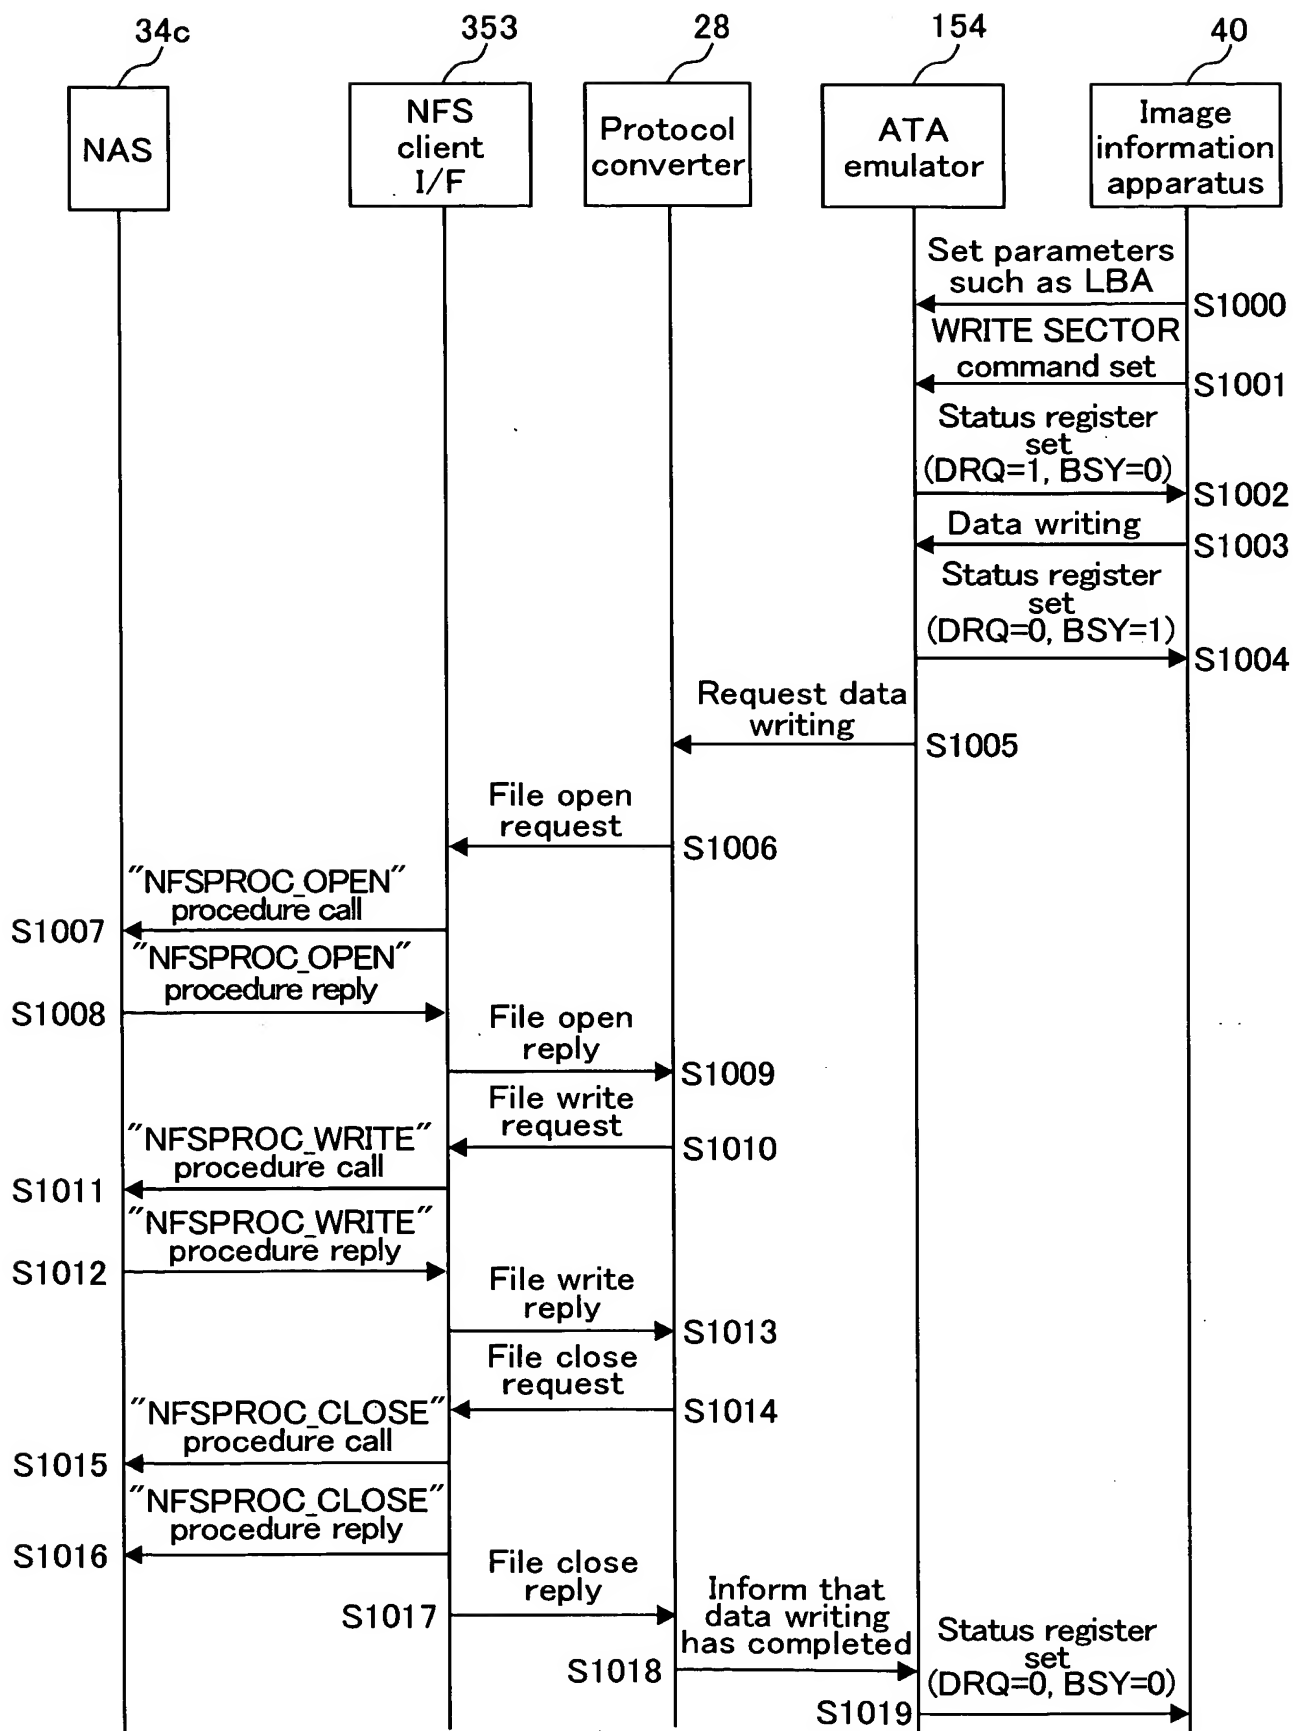 34c
353
28
154
40
NAS
NFS
client
I/F
Protocol
converter
ATA
emulator
Image
information
apparatus
Set parameters
such as LBA
S1000
WRITE SECTOR
command set
S1001
Status register
set
(DRQ=1, BSY=0)
S1002
Data writing
S1003
Status register
set
(DRQ=0, BSY=1)
S1004
Request data
writing
S1005
File open
request
S1006
"NFSPROC_OPEN"
procedure call
S1007
"NFSPROC_OPEN"
procedure reply
S1008
File open
reply
S1009
File write
request
S1010
"NFSPROC_WRITE"
procedure call
S1011
"NFSPROC_WRITE"
procedure reply
S1012
File write
reply
S1013
File close
request
S1014
"NFSPROC_CLOSE"
procedure call
S1015
"NFSPROC_CLOSE"
procedure reply
S1016
File close
reply
S1017
Inform that
data writing
has completed
S1018
Status register
set
(DRQ=0, BSY=0)
S1019